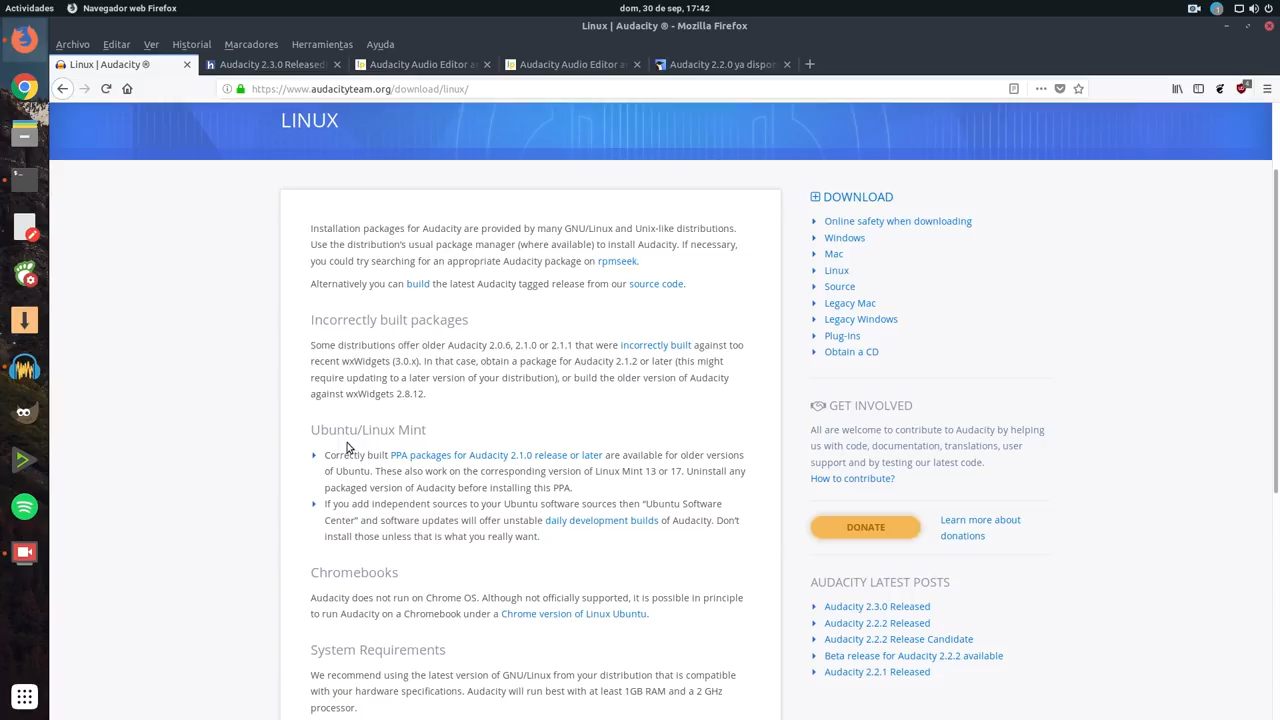 Actividades
Navegador web Firefox
dom, 30 de sep, 17:42
Linux | Audacity ® - Mozilla Firefox
Archivo Editar Ver Historial Marcadores Herramientas Ayuda
Linux | Audacity ®
Audacity 2.3.0 Released
Audacity Audio Editor a
Audacity Audio Editor a
Audacity 2.2.0 ya dispon
https://www.audacityteam.org/download/linux/
4
LINUX
Installation packages for Audacity are provided by many GNU/Linux and Unix-like distributions.
Use the distribution's usual package manager (where available) to install Audacity. If necessary,
you could try searching for an appropriate Audacity package on rpmseek.
Alternatively you can build the latest Audacity tagged release from our source code.
Incorrectly built packages
Some distributions offer older Audacity 2.0.6, 2.1.0 or 2.1.1 that were incorrectly built against too
recent wxWidgets (3.0.x). In that case, obtain a package for Audacity 2.1.2 or later (this might
require updating to a later version of your distribution), or build the older version of Audacity
against wxWidgets 2.8.12.
Ubuntu/Linux Mint
Correctly built PPA packages for Audacity 2.1.0 release or later are available for older versions
of Ubuntu. These also work on the corresponding version of Linux Mint 13 or 17. Uninstall any
packaged version of Audacity before installing this PPA.
If you add independent sources to your Ubuntu software sources then "Ubuntu Software
Center" and software updates will offer unstable daily development builds of Audacity. Don't
install those unless that is what you really want.
Chromebooks
Audacity does not run on Chrome OS. Although not officially supported, it is possible in principle
to run Audacity on a Chromebook under a Chrome version of Linux Ubuntu.
System Requirements
We recommend using the latest version of GNU/Linux from your distribution that is compatible
with your hardware specifications. Audacity will run best with at least 1GB RAM and a 2 GHz
processor.
DOWNLOAD
Online safety when downloading
Windows
Mac
Linux
Source
Legacy Mac
Legacy Windows
Plug-ins
Obtain a CD
GET INVOLVED
All are welcome to contribute to Audacity by helping
us with code, documentation, translations, user
support and by testing our latest code.
How to contribute?
DONATE
Learn more about
donations
AUDACITY LATEST POSTS
Audacity 2.3.0 Released
Audacity 2.2.2 Released
Audacity 2.2.2 Release Candidate
Beta release for Audacity 2.2.2 available
Audacity 2.2.1 Released